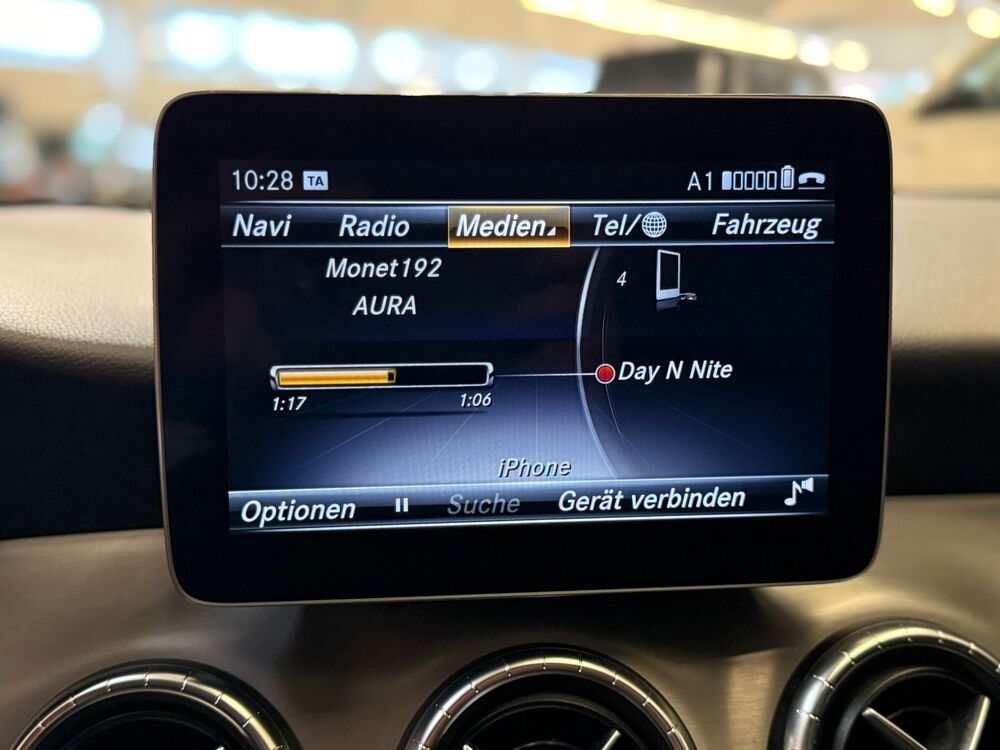 10:28 TA A1
Navi Radio Medien Tel/ Fahrzeug
Monet192 4
AURA
Day N Nite
1:17 1:06
iPhone
Optionen Suche Gerät verbinden